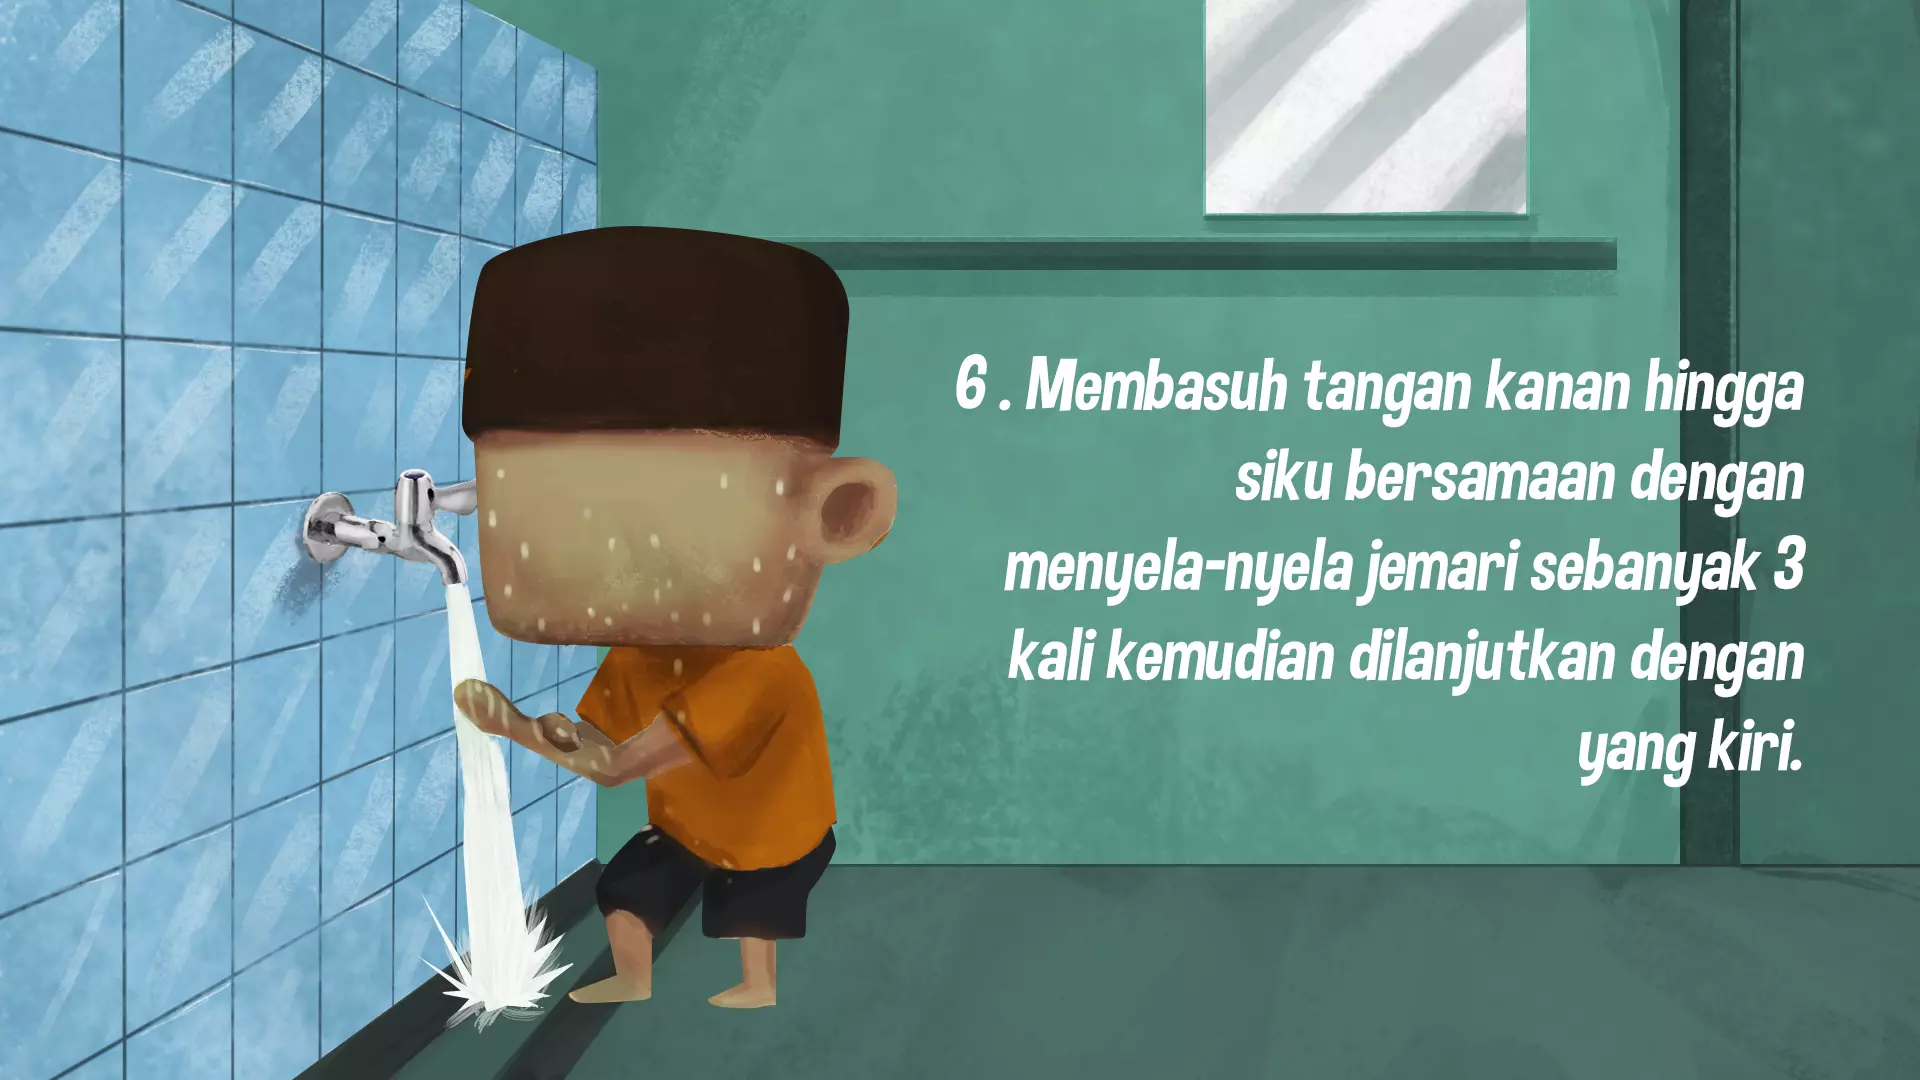 6 . Membasuh tangan kanan hingga
siku bersamaan dengan
menyela-nyela jemari sebanyak 3
kali kemudian dilanjutkan dengan
yang kiri.